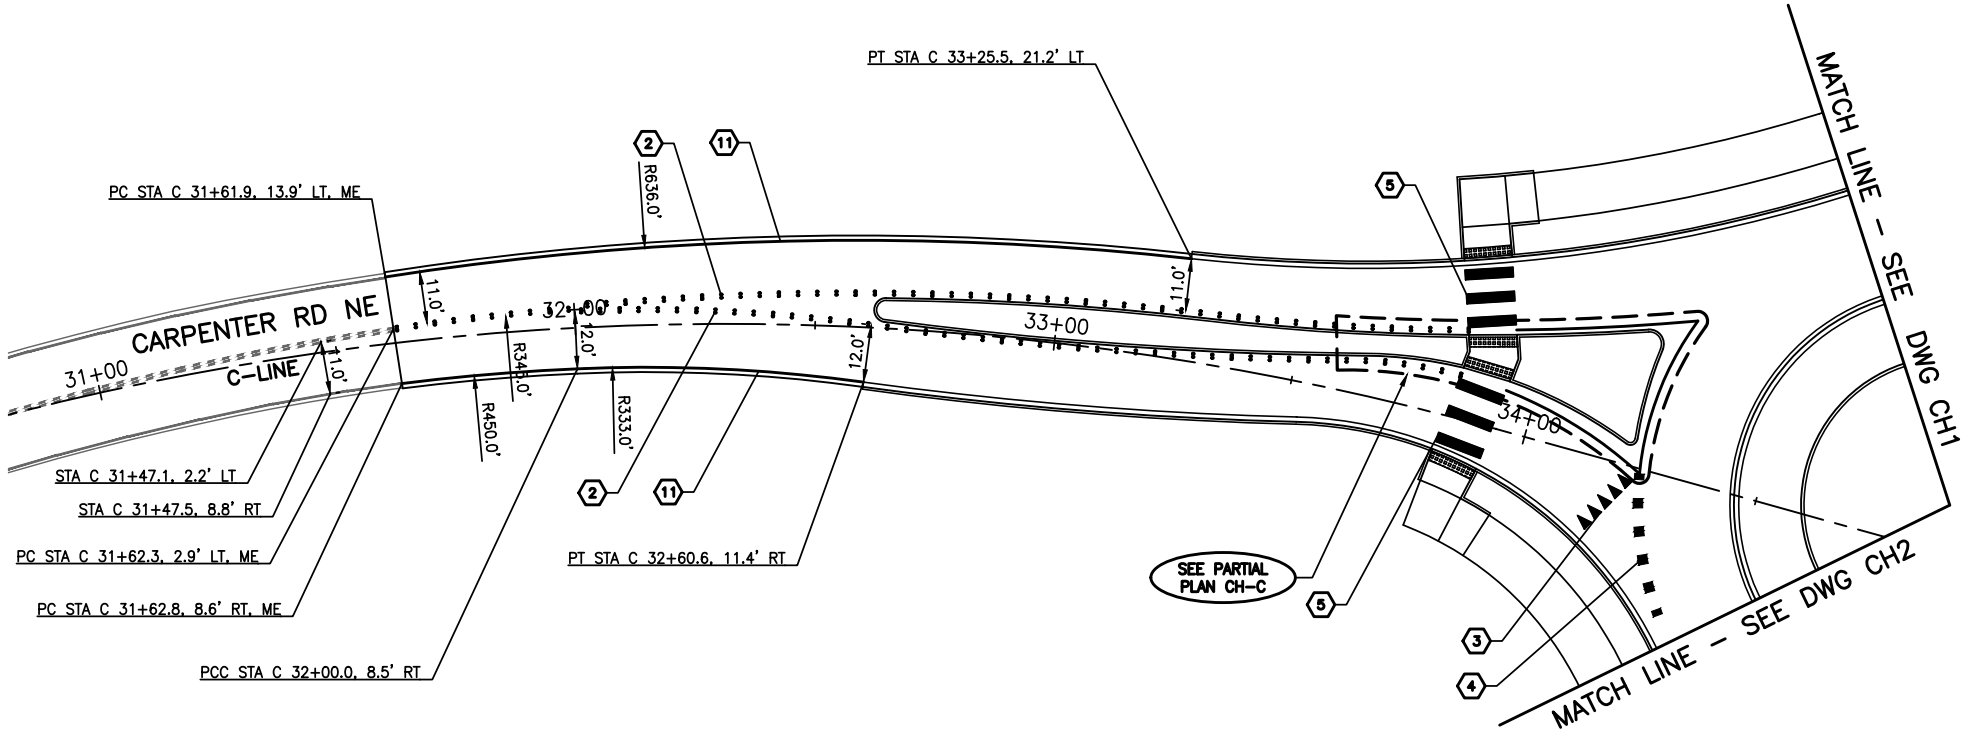 PT STA C 33+25.5, 21.2' LT
MATCH LINE - SEE DWG CH1
2
11
R636.0'
5
PC STA C 31+61.9, 13.9' LT, ME
11.0'
11.0'
CARPENTER RD NE
32+00
33+00
12.0'
R345.0'
12.0'
31+00
C-LINE
11.0'
R450.0'
R333.0'
34+00
STA C 31+47.1, 2.2' LT
2
11
STA C 31+47.5, 8.8' RT
PC STA C 31+62.3, 2.9' LT, ME
PT STA C 32+60.6, 11.4' RT
SEE PARTIAL
PLAN CH-C
5
PC STA C 31+62.8, 8.6' RT, ME
3
PCC STA C 32+00.0, 8.5' RT
4
MATCH LINE - SEE DWG CH2